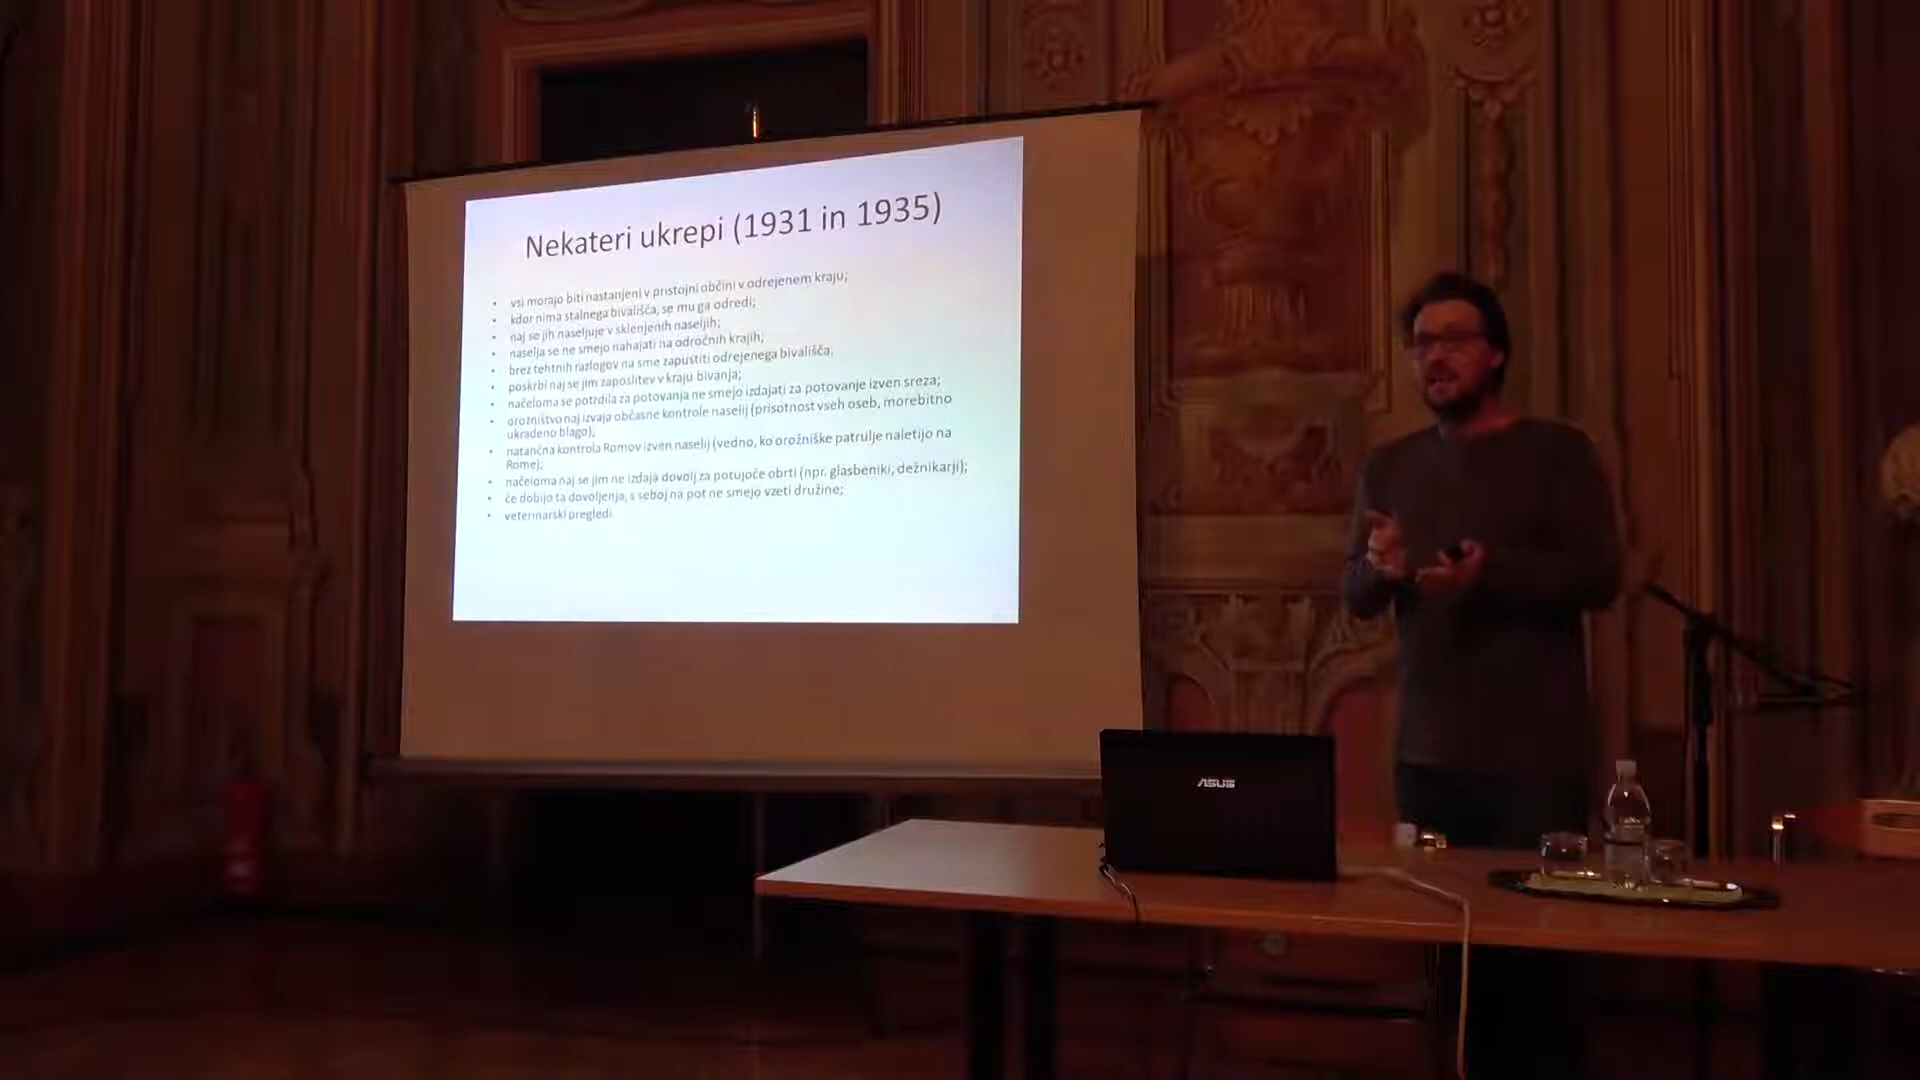 Nekateri ukrepi (1931 in 1935)
• vsi morajo biti nastanjeni v pristojni občini v odrejenem kraju;
• kdor nima stalnega bivališča, se mu ga odredi;
• naj se jih naseljuje v sklenjenih naseljih;
• naselja se ne smejo nahajati na odročnih krajih;
• brez tehtnih razlogov na sme zapustiti odrejenega bivališča;
• poskrbi naj se jim zaposlitev v kraju bivanja;
• načeloma se potrdila za potovanja ne smejo izdajati za potovanje izven sreza;
• orožništvo naj izvaja občasne kontrole naselij (prisotnost vseh oseb, morebitno
ukradeno blago);
• natančna kontrola Romov izven naselij (vedno, ko orožniške patrulje naletijo na
Rome);
• načeloma naj se jim ne izdaja dovolj za potujoče obrti (npr. glasbeniki, dežnikarji);
• če dobijo ta dovoljenja, s seboj na pot ne smejo vzeti družine;
• veterinarski pregledi.
ASUS